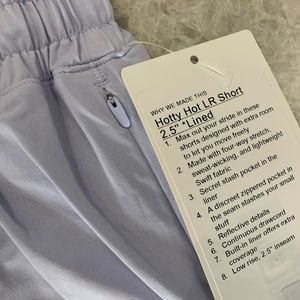 WHY WE MADE THIS
Hotty Hot LR Short
2.5" *Lined
1. Max out your stride in these
shorts designed with extra room
to let you move freely
2. Made with four-way stretch,
sweat-wicking, and lightweight
Swift fabric
3. Secret stash pocket in the
liner
4. A discreet zippered pocket in
the seam stashes your small
stuff
5. Reflective details
6. Continuous drawcord
7. Built-in liner offers extra
coverage
8. Low rise, 2.5" inseam